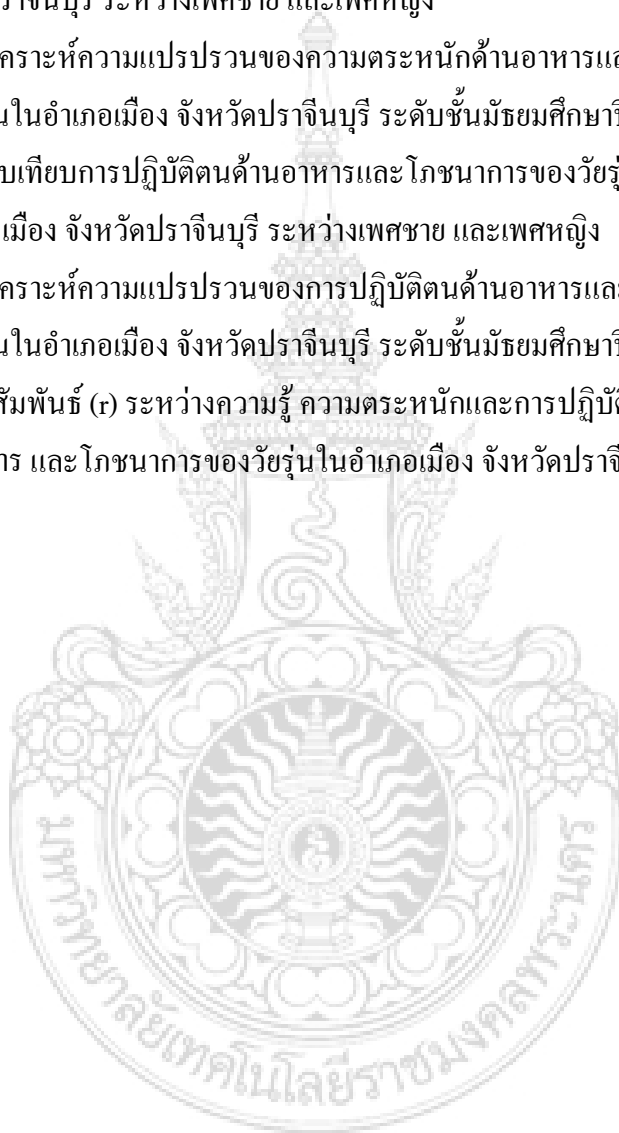 ราจีนบุรี ระหว่างเพศชาย และเพศหญิง
คราะห์ความแปรปรวนของความตระหนักด้านอาหารและ
นในอำเภอเมือง จังหวัดปราจีนบุรี ระดับชั้นมัธยมศึกษาปี
บเทียบการปฏิบัติตนด้านอาหารและโภชนาการของวัยรุ่
เมือง จังหวัดปราจีนบุรี ระหว่างเพศชาย และเพศหญิง
คราะห์ความแปรปรวนของการปฏิบัติตนด้านอาหารและ
นในอำเภอเมือง จังหวัดปราจีนบุรี ระดับชั้นมัธยมศึกษาปี
สัมพันธ์ (r) ระหว่างความรู้ ความตระหนักและการปฏิบัติ
าร และโภชนาการของวัยรุ่นในอำเภอเมือง จังหวัดปราจี
มหาวิทยาลัยเทคโนโลยีราชมงคลพระนคร